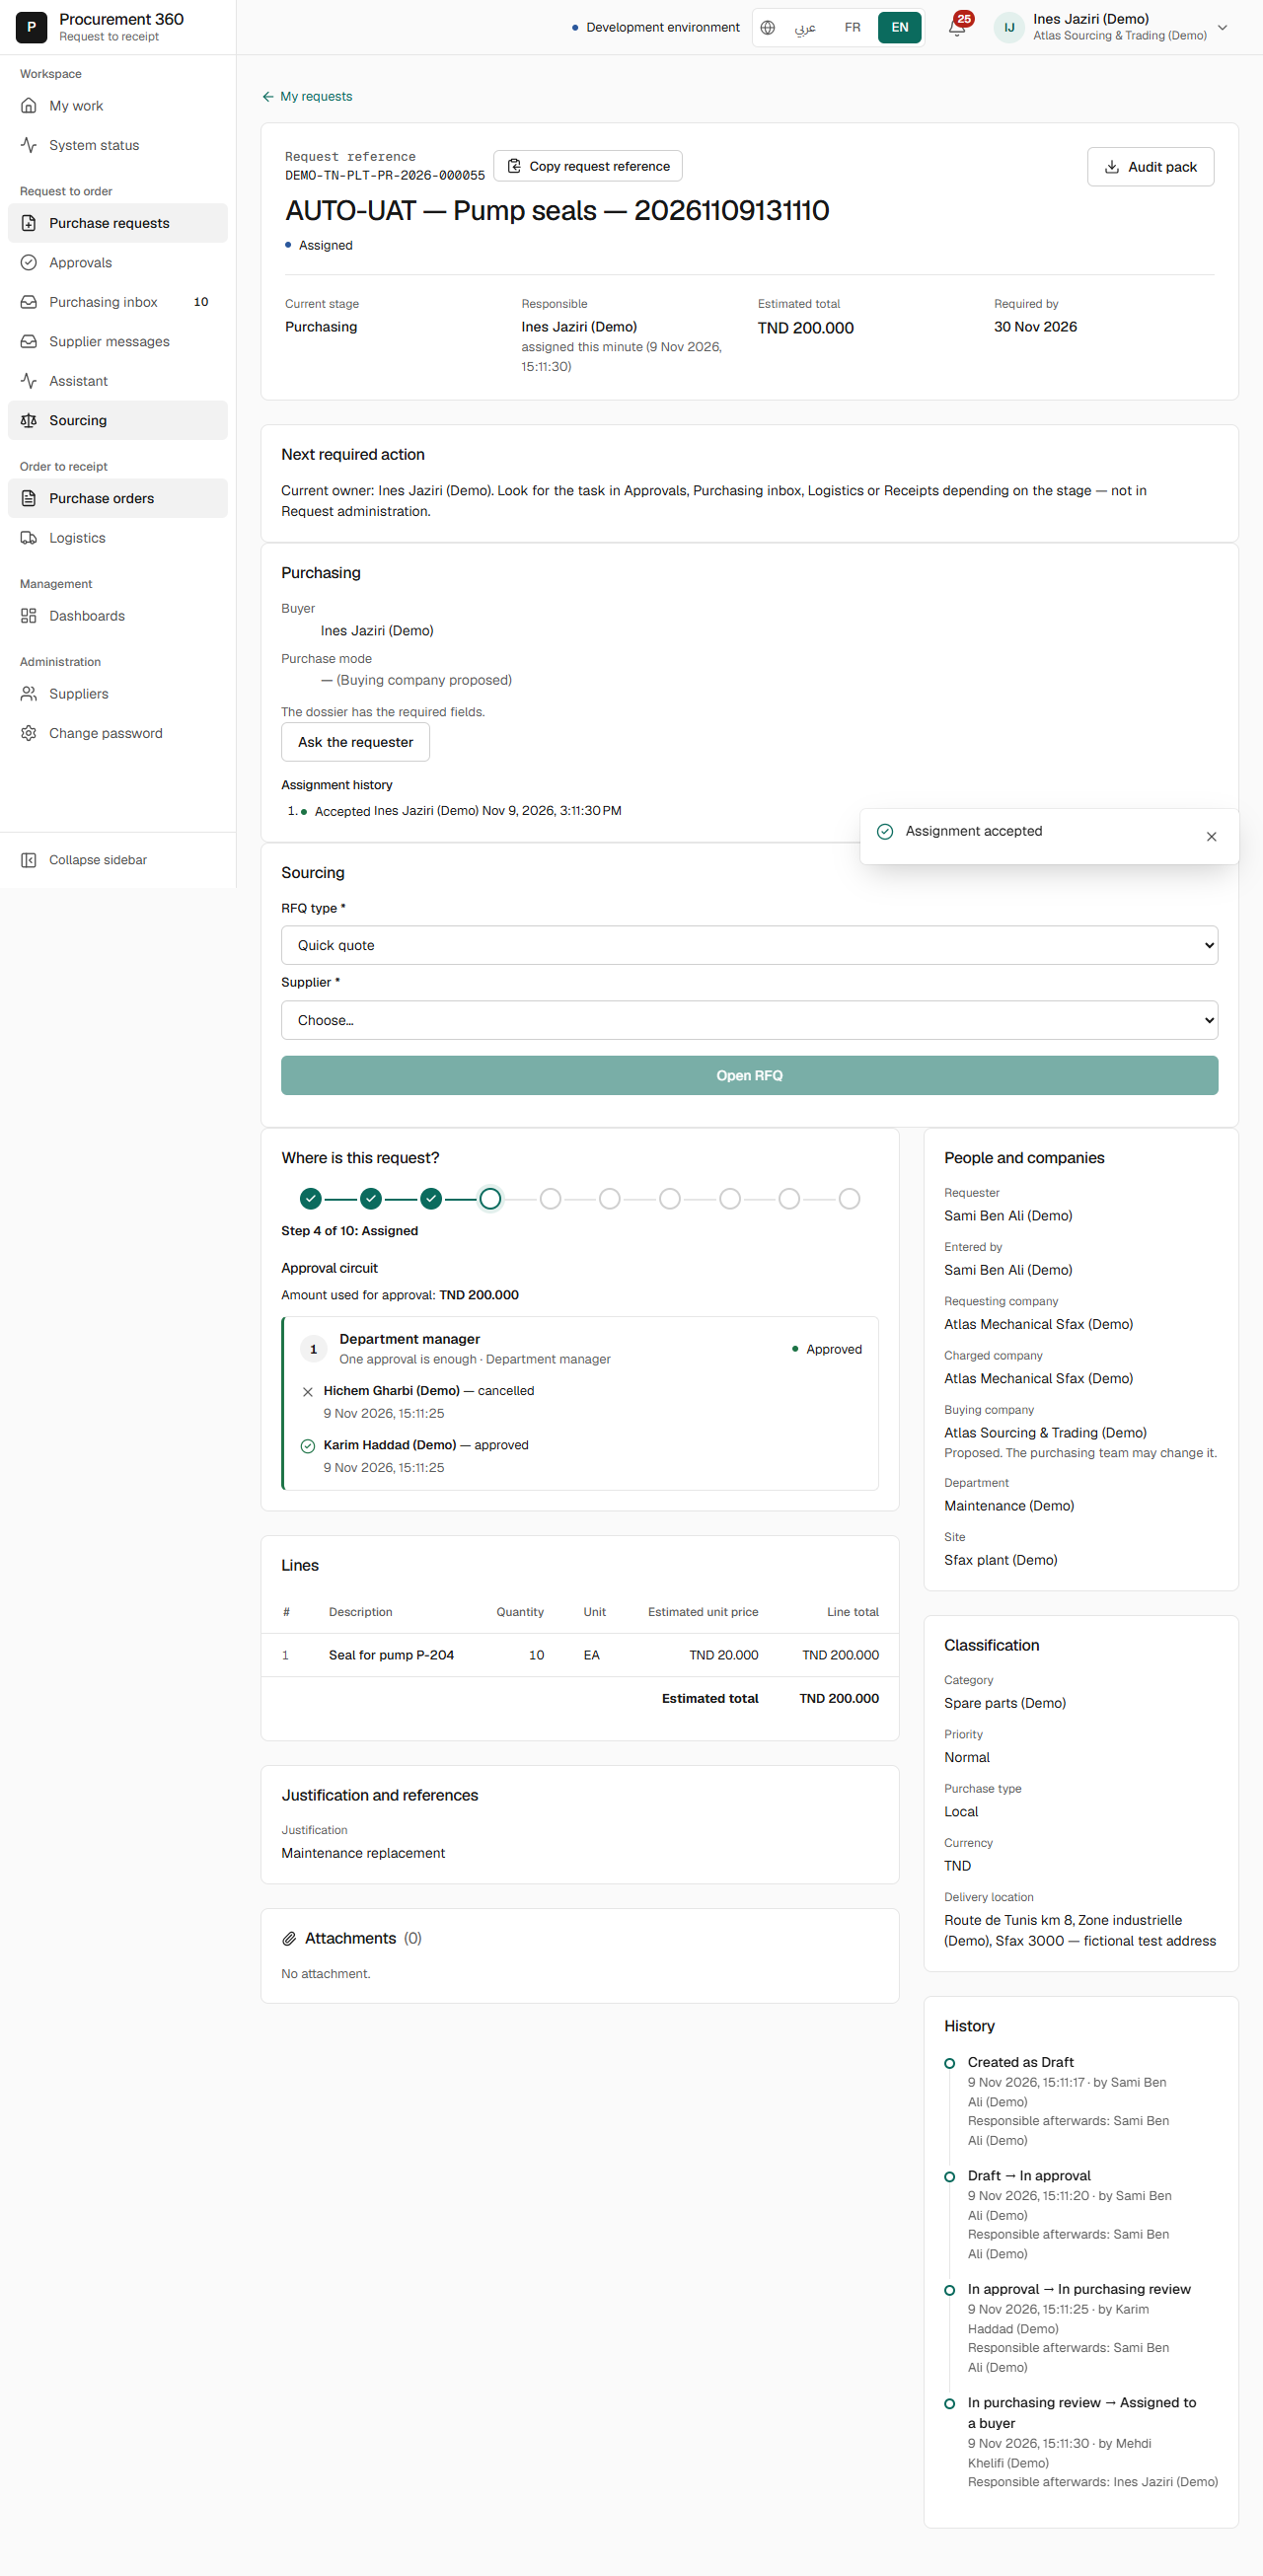 P
Procurement 360
Request to receipt
Development environment
عربي
FR
EN
25
IJ
Ines Jaziri (Demo)
Atlas Sourcing & Trading (Demo)
Workspace
My work
System status
Request to order
Purchase requests
Approvals
Purchasing inbox
10
Supplier messages
Assistant
Sourcing
Order to receipt
Purchase orders
Logistics
Management
Dashboards
Administration
Suppliers
Change password
Collapse sidebar
My requests
Request reference
DEMO-TN-PLT-PR-2026-000055
Copy request reference
Audit pack
AUTO-UAT — Pump seals — 20261109131110
Assigned
Current stage
Purchasing
Responsible
Ines Jaziri (Demo)
assigned this minute (9 Nov 2026,
15:11:30)
Estimated total
TND 200.000
Required by
30 Nov 2026
Next required action
Current owner: Ines Jaziri (Demo). Look for the task in Approvals, Purchasing inbox, Logistics or Receipts depending on the stage — not in
Request administration.
Purchasing
Buyer
Ines Jaziri (Demo)
Purchase mode
— (Buying company proposed)
The dossier has the required fields.
Ask the requester
Assignment history
1. Accepted Ines Jaziri (Demo) Nov 9, 2026, 3:11:30 PM
Assignment accepted
Sourcing
RFQ type *
Quick quote
Supplier *
Choose...
Open RFQ
Where is this request?
Step 4 of 10: Assigned
Approval circuit
Amount used for approval: TND 200.000
1
Department manager
One approval is enough · Department manager
Approved
Hichem Gharbi (Demo) — cancelled
9 Nov 2026, 15:11:25
Karim Haddad (Demo) — approved
9 Nov 2026, 15:11:25
Lines
# Description Quantity Unit Estimated unit price Line total
1 Seal for pump P-204 10 EA TND 20.000 TND 200.000
Estimated total TND 200.000
Justification and references
Justification
Maintenance replacement
Attachments (0)
No attachment.
People and companies
Requester
Sami Ben Ali (Demo)
Entered by
Sami Ben Ali (Demo)
Requesting company
Atlas Mechanical Sfax (Demo)
Charged company
Atlas Mechanical Sfax (Demo)
Buying company
Atlas Sourcing & Trading (Demo)
Proposed. The purchasing team may change it.
Department
Maintenance (Demo)
Site
Sfax plant (Demo)
Classification
Category
Spare parts (Demo)
Priority
Normal
Purchase type
Local
Currency
TND
Delivery location
Route de Tunis km 8, Zone industrielle
(Demo), Sfax 3000 — fictional test address
History
Created as Draft
9 Nov 2026, 15:11:17 · by Sami Ben
Ali (Demo)
Responsible afterwards: Sami Ben
Ali (Demo)
Draft → In approval
9 Nov 2026, 15:11:20 · by Sami Ben
Ali (Demo)
Responsible afterwards: Sami Ben
Ali (Demo)
In approval → In purchasing review
9 Nov 2026, 15:11:25 · by Karim
Haddad (Demo)
Responsible afterwards: Sami Ben
Ali (Demo)
In purchasing review → Assigned to
a buyer
9 Nov 2026, 15:11:30 · by Mehdi
Khelifi (Demo)
Responsible afterwards: Ines Jaziri (Demo)